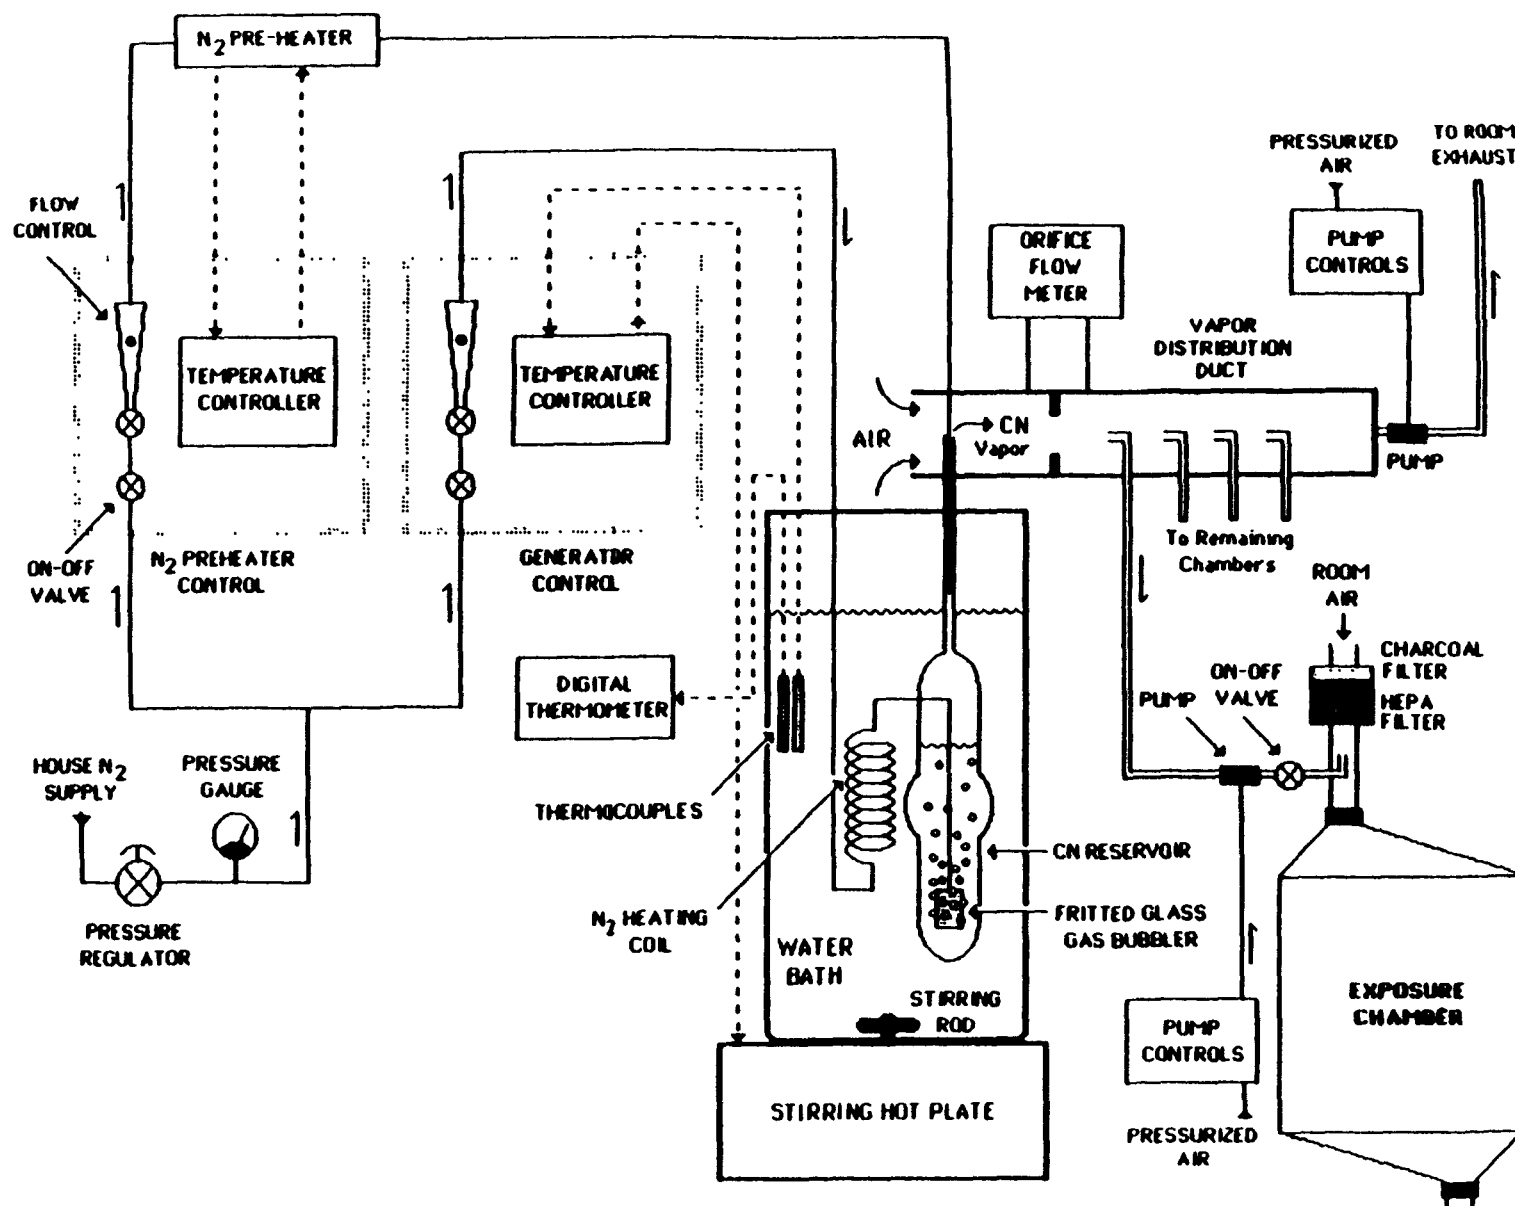 N2 PRE-HEATER
TO ROOM
EXHAUST
PRESSURIZED
AIR
FLOW
CONTROL
ORIFICE
FLOW
METER
PUMP
CONTROLS
VAPOR
DISTRIBUTION
DUCT
TEMPERATURE
CONTROLLER
TEMPERATURE
CONTROLLER
AIR
CN
Vapor
PUMP
To Remaining
Chambers
ON-OFF
VALVE
N2 PREHEATER
CONTROL
GENERATOR
CONTROL
ROOM
AIR
CHARCOAL
FILTER
HEPA
FILTER
ON-OFF
VALVE
PUMP
DIGITAL
THERMOMETER
HOUSE N2
SUPPLY
PRESSURE
GAUGE
THERMOCOUPLES
CN RESERVOIR
N2 HEATING
COIL
FRITTED GLASS
GAS BUBBLER
PRESSURE
REGULATOR
WATER
BATH
STIRRING
ROD
EXPOSURE
CHAMBER
PUMP
CONTROLS
STIRRING HOT PLATE
PRESSURIZED
AIR